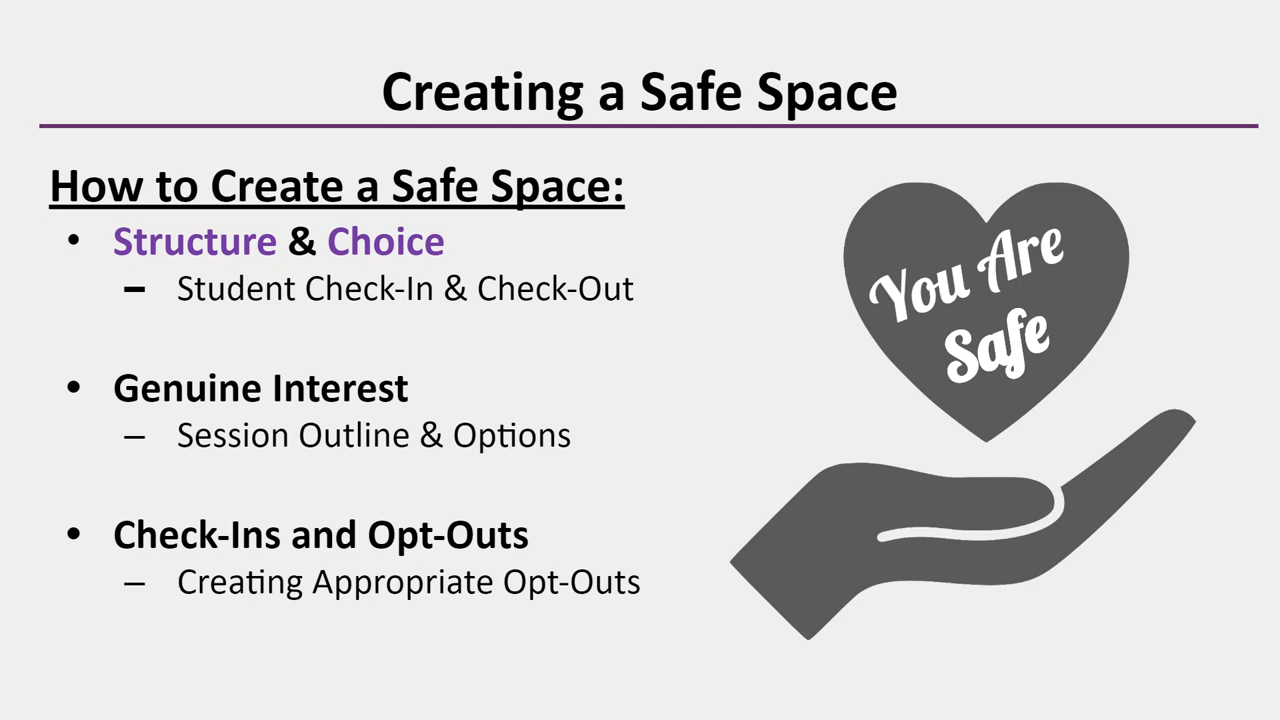 Creating a Safe Space
How to Create a Safe Space:
• Structure & Choice
– Student Check-In & Check-Out
• Genuine Interest
– Session Outline & Options
• Check-Ins and Opt-Outs
– Creating Appropriate Opt-Outs
You Are
Safe